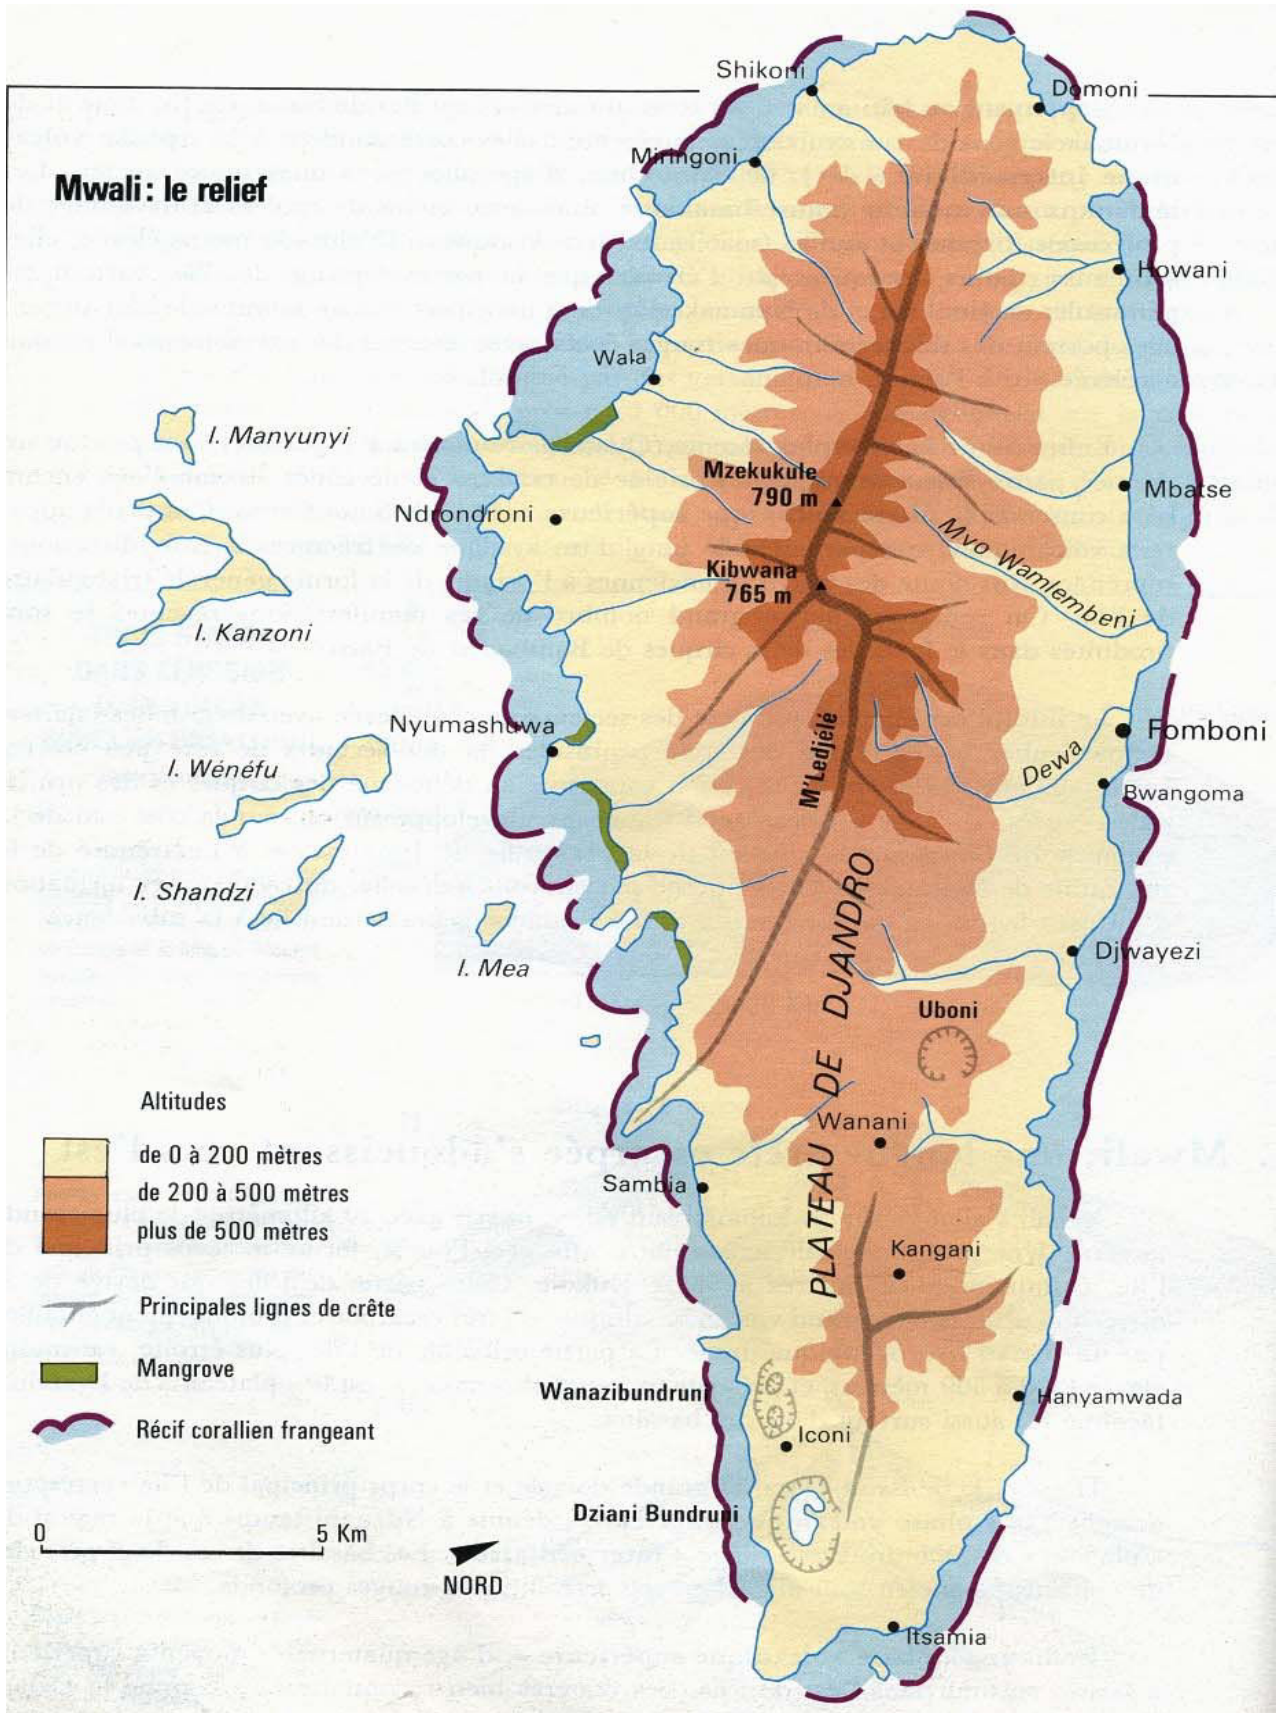 Mwali : le relief
Shikoni
Domoni
Miringoni
Howani
Wala
I. Manyunyi
Mzekukule
790 m
Mbatse
Ndrondroni
Mvo Wamlembeni
Kibwana
765 m
I. Kanzoni
Nyumashuwa
Fomboni
I. Wénéfu
Dewa
M'Ledjélé
Bwangoma
I. Shandzi
I. Mea
Djwayezi
PLATEAU DE DJANDRO
Uboni
Wanani
Sambia
Kangani
Altitudes
de 0 à 200 mètres
de 200 à 500 mètres
plus de 500 mètres
Principales lignes de crête
Mangrove
Récif corallien frangeant
Wanazibundruni
Hanyamwada
Iconi
Dziani Bundruni
0 5 Km
NORD
Itsamia